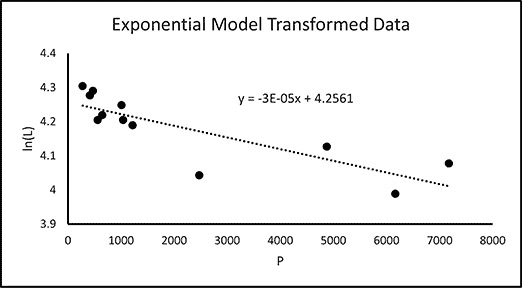 Exponential Model Transformed Data
4.4
4.3
4.2
4.1
4
3.9
ln(L)
y = -3E-05x + 4.2561
0 1000 2000 3000 4000 5000 6000 7000 8000
P